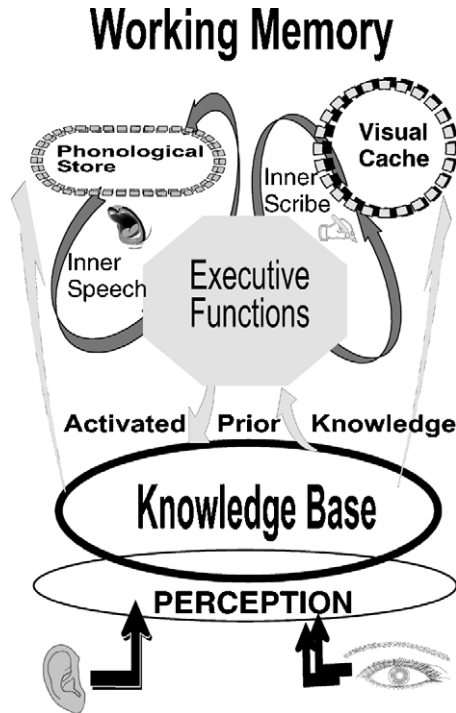 Working Memory
Phonological
Store
Visual
Cache
Inner
Scribe
Inner
Speech
Executive
Functions
Activated Prior Knowledge
Knowledge Base
PERCEPTION